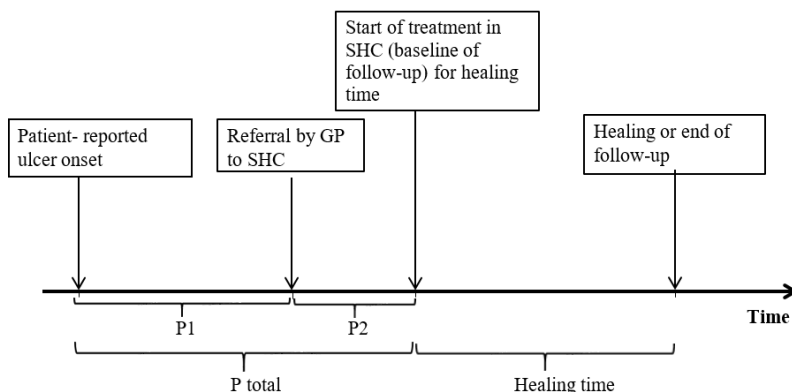 Start of treatment in
SHC (baseline of
follow-up) for healing
time
Patient- reported
ulcer onset
Referral by GP
to SHC
Healing or end of
follow-up
P1
P2
Time
P total
Healing time